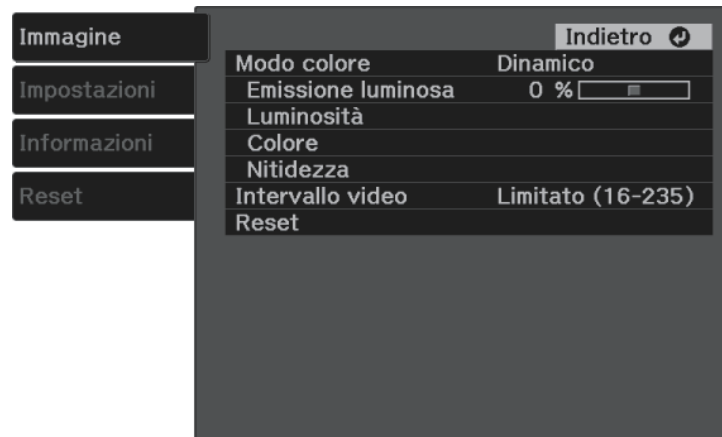 Immagine
Impostazioni
Informazioni
Reset
Indietro
Modo colore Dinamico
Emissione luminosa 0 %
Luminosità
Colore
Nitidezza
Intervallo video Limitato (16-235)
Reset